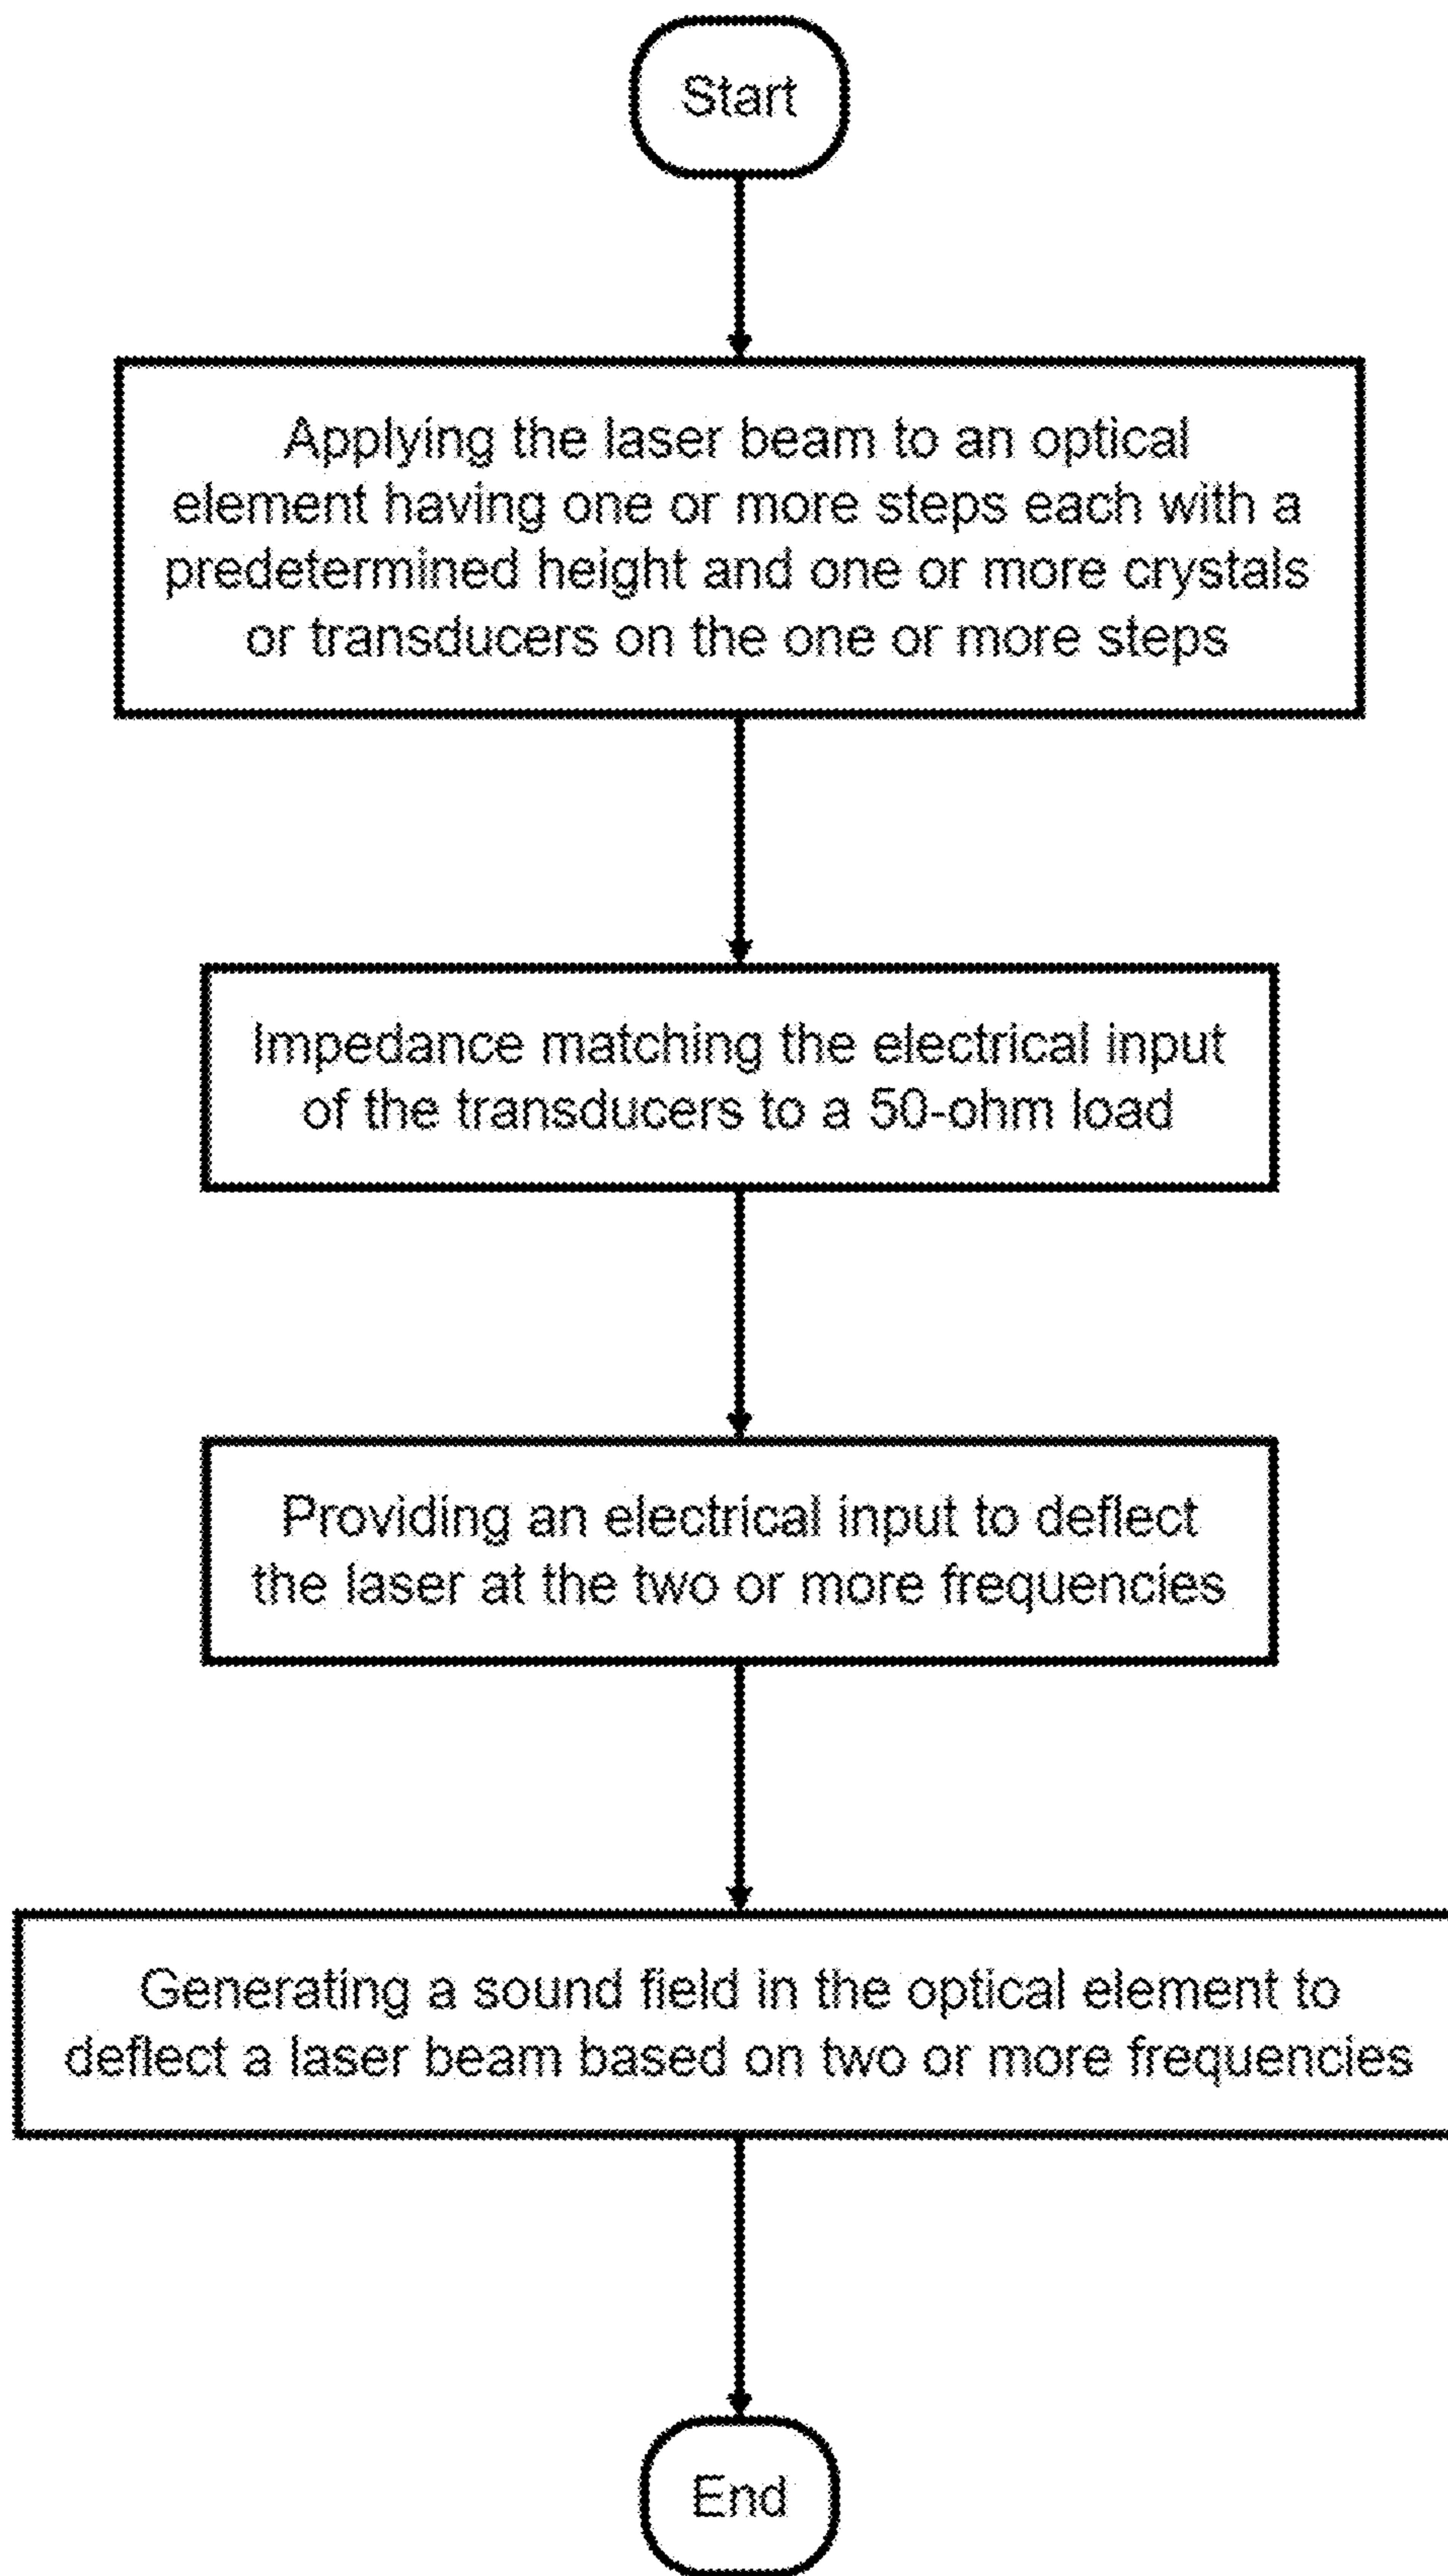 Start
Applying the laser beam to an optical
element having one or more steps each with a
predetermined height and one or more crystals
or transducers on the one or more steps
Impedance matching the electrical input
of the transducers to a 50-ohm load
Providing an electrical input to deflect
the laser at the two or more frequencies
Generating a sound field in the optical element to
deflect a laser beam based on two or more frequencies
End